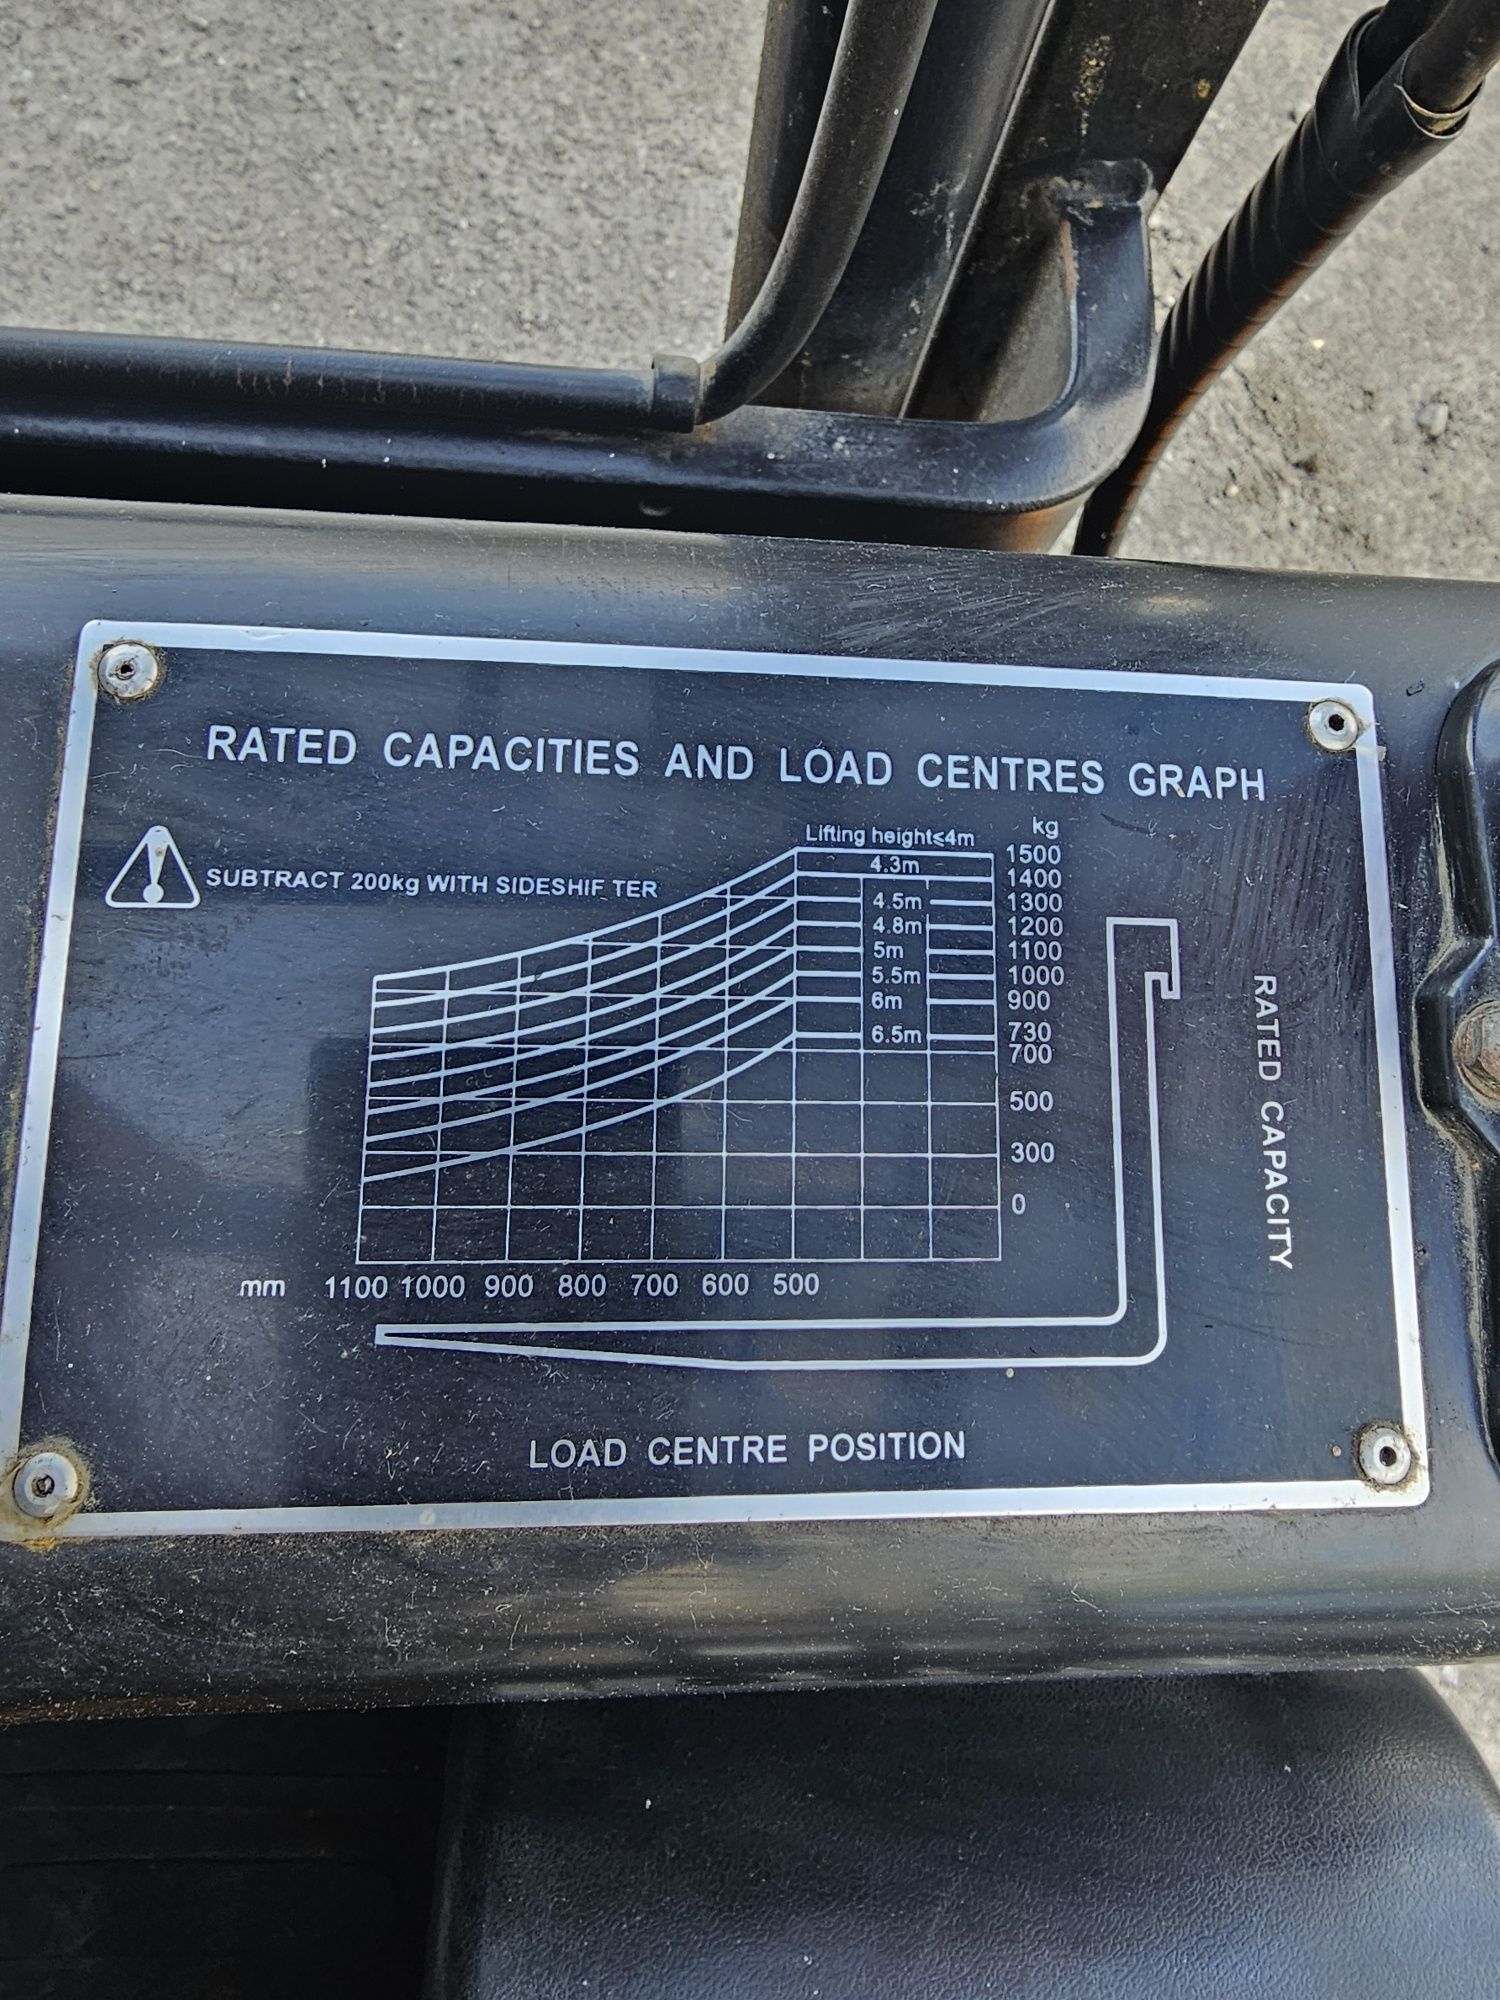 RATED CAPACITIES AND LOAD CENTRES GRAPH
SUBTRACT 200kg WITH SIDESHIF TER
Lifting height≤4m
kg
1500
4.3m
1400
4.5m
1300
4.8m
1200
5m
1100
5.5m
1000
6m
900
6.5m
730
700
500
300
0
RATED CAPACITY
mm 1100 1000 900 800 700 600 500
LOAD CENTRE POSITION